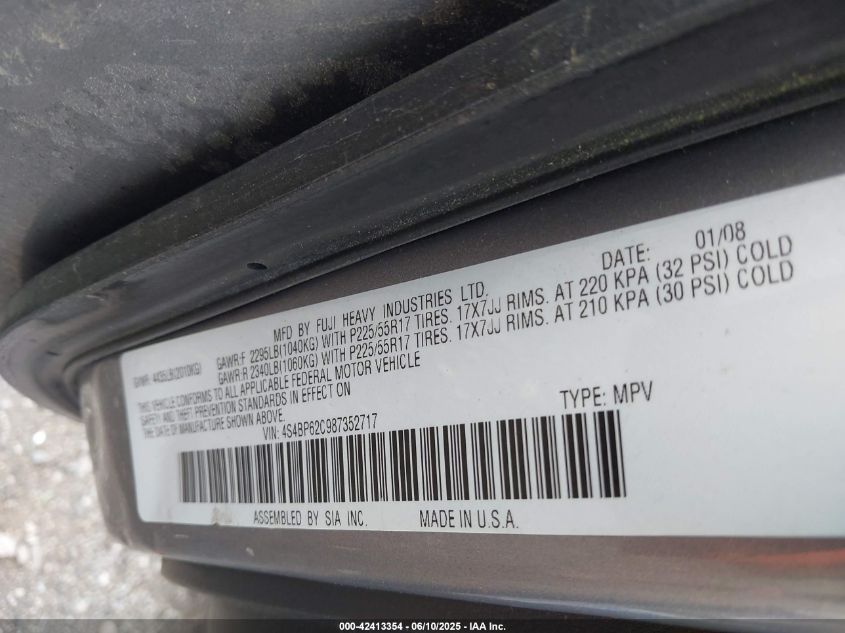 MFD BY FUJI HEAVY INDUSTRIES LTD. DATE: 01/08
GVWR: 4435LB(2010KG) GAWR:F 2295LB(1040KG) WITH P225/55R17 TIRES. 17X7JJ RIMS. AT 220 KPA (32 PSI) COLD
GAWR:R 2340LB(1060KG) WITH P225/55R17 TIRES. 17X7JJ RIMS. AT 210 KPA (30 PSI) COLD
THIS VEHICLE CONFORMS TO ALL APPLICABLE FEDERAL MOTOR VEHICLE
SAFETY AND THEFT PREVENTION STANDARDS IN EFFECT ON
DATE OF MANUFACTURE SHOWN ABOVE.
VIN: 4S4BP62C987352717 TYPE: MPV
ASSEMBLED BY SIA INC. MADE IN U.S.A.
000-42413354 - 06/10/2025 - IAA Inc.